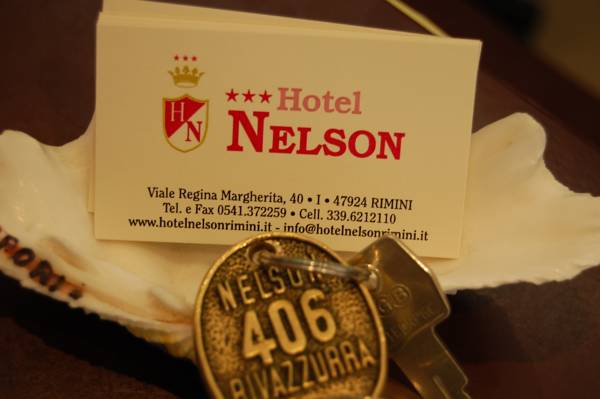 Hotel
NELSON
H
N
Viale Regina Margherita, 40 • I • 47924 RIMINI
Tel. e Fax 0541.372259 • Cell. 339.6212110
www.hotelnelsonrimini.it - info@hotelnelsonrimini.it
NELSON
406
RIVAZZURRA